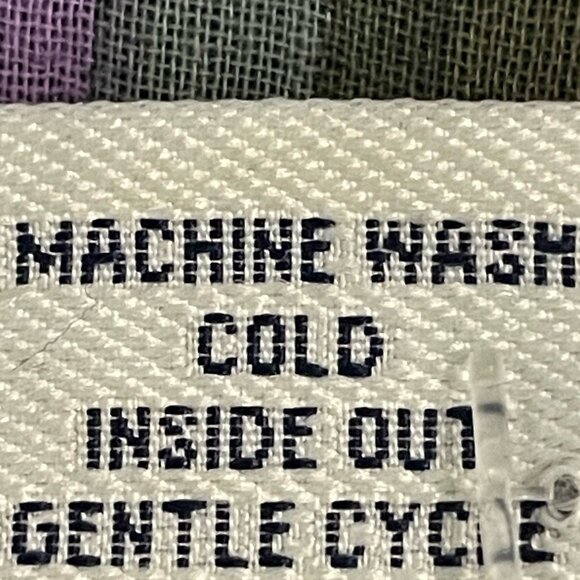 MACHINE WASH
COLD
INSIDE OUT
GENTLE CYCLE